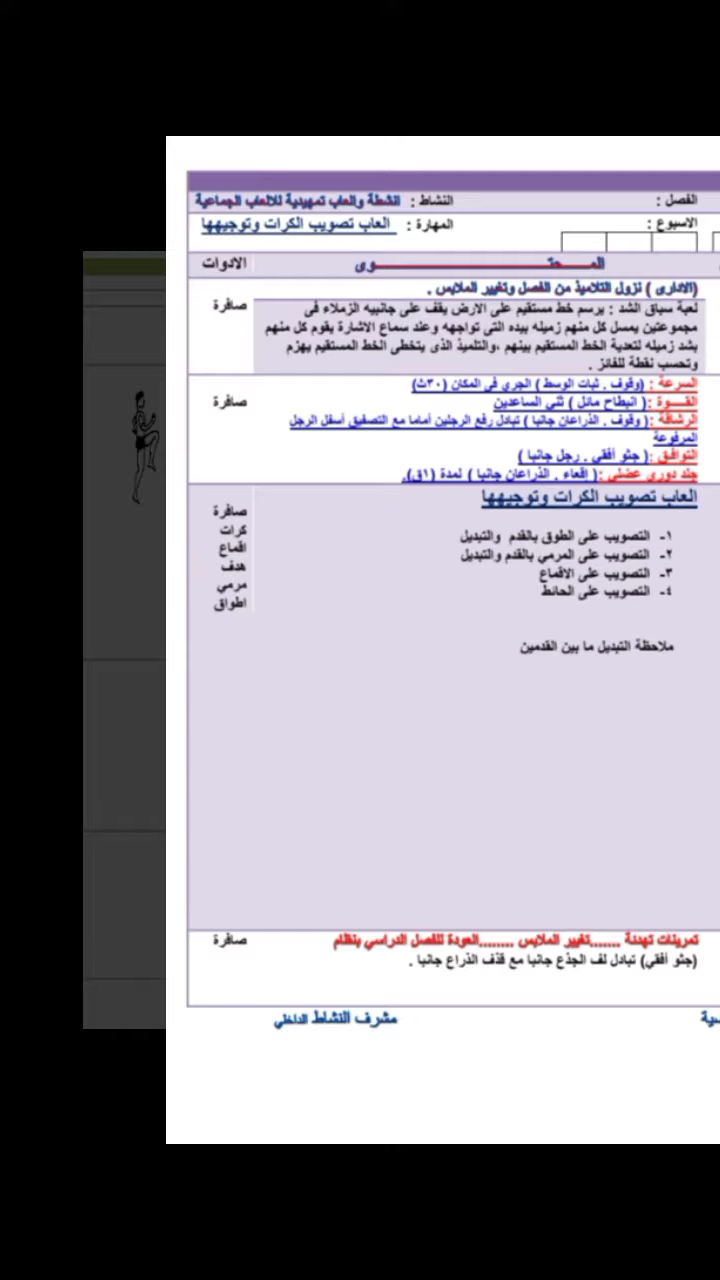 الفصل :
النشاط : انشطة والعاب تمهيدية للالعاب الجماعية
الاسبوع :
المهارة : العاب تصويب الكرات وتوجيهها
المـــــحتـــــــــــــــــــــــوى
الادوات
(الادارى ) نزول التلاميذ من الفصل وتغيير الملابس .
صافرة
لعبة سباق الشد : يرسم خط مستقيم على الارض يقف على جانبيه الزملاء فى
مجموعتين يمسل كل منهم زميله بيده التى تواجهه وعند سماع الاشارة يقوم كل منهم
بشد زميله لتعدية الخط المستقيم بينهم ،والتلميذ الذى يتخطى الخط المستقيم يهزم
وتحسب نقطة للفائز .
السرعة : (وقوف . ثبات الوسط ) الجري فى المكان (٣٠ث)
القـــوة :( انبطاح مائل ) ثني الساعدين
صافرة
الرشاقة :( وقوف . الذراعان جانبا ) تبادل رفع الرجلين أماما مع التصفيق أسفل الرجل
المرفوعة
التوافق :( جثو أفقي . رجل جانبا )
جلد دوري عضلي :( اقعاء . الذراعان جانبا ) لمدة (١ق).
العاب تصويب الكرات وتوجيهها
صافرة
كرات
اقماع
هدف
مرمي
اطواق
١- التصويب على الطوق بالقدم والتبديل
٢- التصويب على المرمي بالقدم والتبديل
٣- التصويب على الاقماع
٤- التصويب على الحائط
ملاحظة التبديل ما بين القدمين
تمرينات تهدئة .......تغيير الملابس ........العودة للفصل الدراسي بنظام
صافرة
(جثو أفقي) تبادل لف الجذع جانبا مع قذف الذراع جانبا .
سية
مشرف النشاط الداخلي